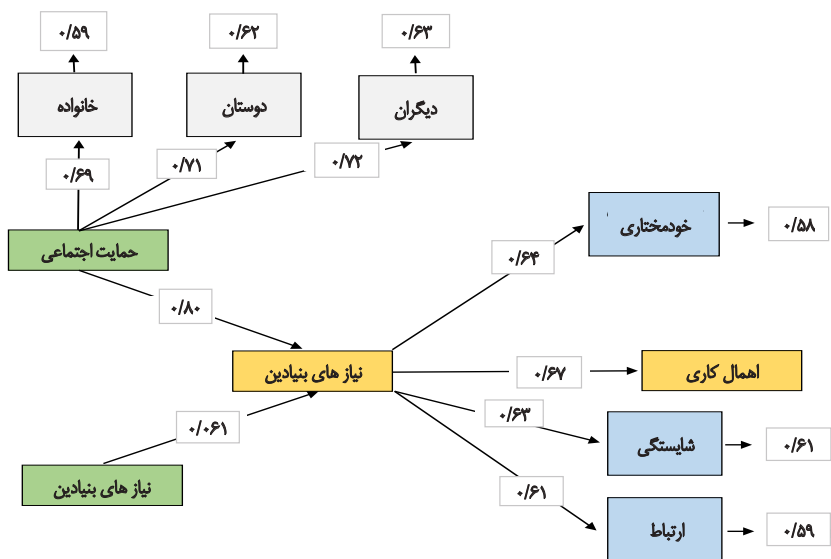 ۰/۵۹
۰/۶۲
۰/۶۳
خانواده
دوستان
دیگران
۰/۶۹
۰/۷۱
۰/۷۲
حمایت اجتماعی
خودمختاری
۰/۵۸
۰/۶۴
۰/۸۰
نیاز های بنیادین
۰/۶۷
اهمال کاری
۰/۰۶۱
۰/۶۳
شایستگی
۰/۶۱
نیاز های بنیادین
۰/۶۱
ارتباط
۰/۵۹